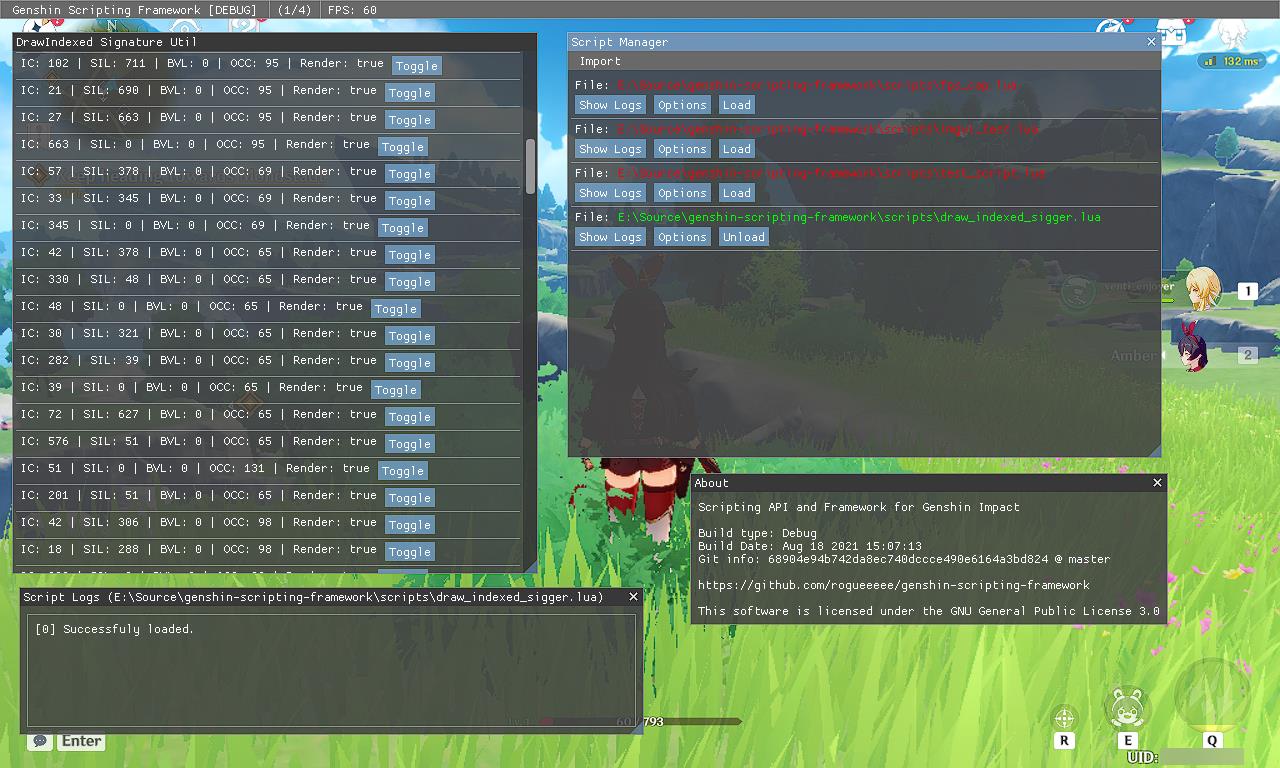 Genshin Scripting Framework [DEBUG] | (1/4) | FPS: 60
N
132 ms
DrawIndexed Signature Util
IC: 102 | SIL: 711 | BVL: 0 | OCC: 95 | Render: true Toggle
IC: 21 | SIL: 690 | BVL: 0 | OCC: 95 | Render: true Toggle
IC: 27 | SIL: 663 | BVL: 0 | OCC: 95 | Render: true Toggle
IC: 663 | SIL: 0 | BVL: 0 | OCC: 95 | Render: true Toggle
IC: 57 | SIL: 378 | BVL: 0 | OCC: 69 | Render: true Toggle
IC: 33 | SIL: 345 | BVL: 0 | OCC: 69 | Render: true Toggle
IC: 345 | SIL: 0 | BVL: 0 | OCC: 69 | Render: true Toggle
IC: 42 | SIL: 378 | BVL: 0 | OCC: 65 | Render: true Toggle
IC: 330 | SIL: 48 | BVL: 0 | OCC: 65 | Render: true Toggle
IC: 48 | SIL: 0 | BVL: 0 | OCC: 65 | Render: true Toggle
IC: 30 | SIL: 321 | BVL: 0 | OCC: 65 | Render: true Toggle
IC: 282 | SIL: 39 | BVL: 0 | OCC: 65 | Render: true Toggle
IC: 39 | SIL: 0 | BVL: 0 | OCC: 65 | Render: true Toggle
IC: 72 | SIL: 627 | BVL: 0 | OCC: 65 | Render: true Toggle
IC: 576 | SIL: 51 | BVL: 0 | OCC: 65 | Render: true Toggle
IC: 51 | SIL: 0 | BVL: 0 | OCC: 131 | Render: true Toggle
IC: 201 | SIL: 51 | BVL: 0 | OCC: 65 | Render: true Toggle
IC: 42 | SIL: 306 | BVL: 0 | OCC: 98 | Render: true Toggle
IC: 18 | SIL: 288 | BVL: 0 | OCC: 98 | Render: true Toggle
Script Manager
Import
File: E:\Source\genshin-scripting-framework\scripts\fps_cap.lua
Show Logs Options Load
File: E:\Source\genshin-scripting-framework\scripts\imgui_test.lua
Show Logs Options Load
File: E:\Source\genshin-scripting-framework\scripts\test_script.lua
Show Logs Options Load
File: E:\Source\genshin-scripting-framework\scripts\draw_indexed_sigger.lua
Show Logs Options Unload
venti_enjoyer 1
Amber 2
About
Scripting API and Framework for Genshin Impact
Build type: Debug
Build Date: Aug 18 2021 15:07:13
Git info: 68904e94b742da8ec740dccce490e6164a3bd824 @ master
https://github.com/rogueeeee/genshin-scripting-framework
This software is licensed under the GNU General Public License 3.0
Script Logs (E:\Source\genshin-scripting-framework\scripts\draw_indexed_sigger.lua)
[0] Successfuly loaded.
793
Enter
R E Q
UID: